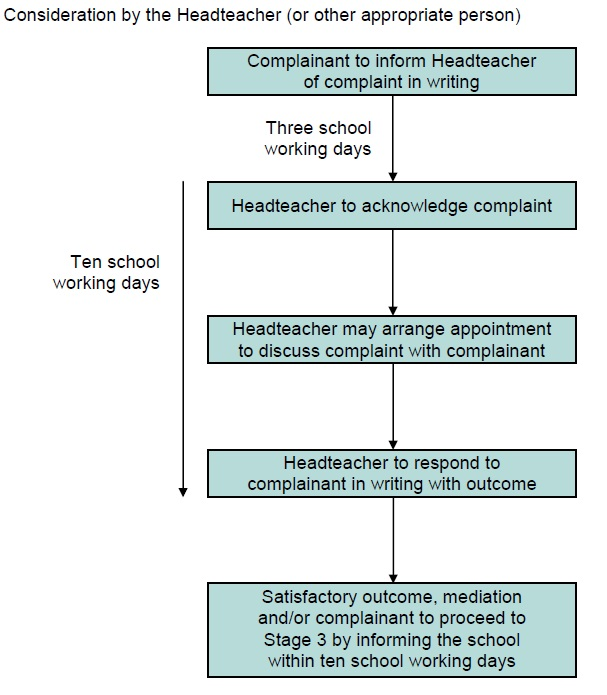 Consideration by the Headteacher (or other appropriate person)
Complainant to inform Headteacher
of complaint in writing
Three school
working days
Headteacher to acknowledge complaint
Ten school
working days
Headteacher may arrange appointment
to discuss complaint with complainant
Headteacher to respond to
complainant in writing with outcome
Satisfactory outcome, mediation
and/or complainant to proceed to
Stage 3 by informing the school
within ten school working days